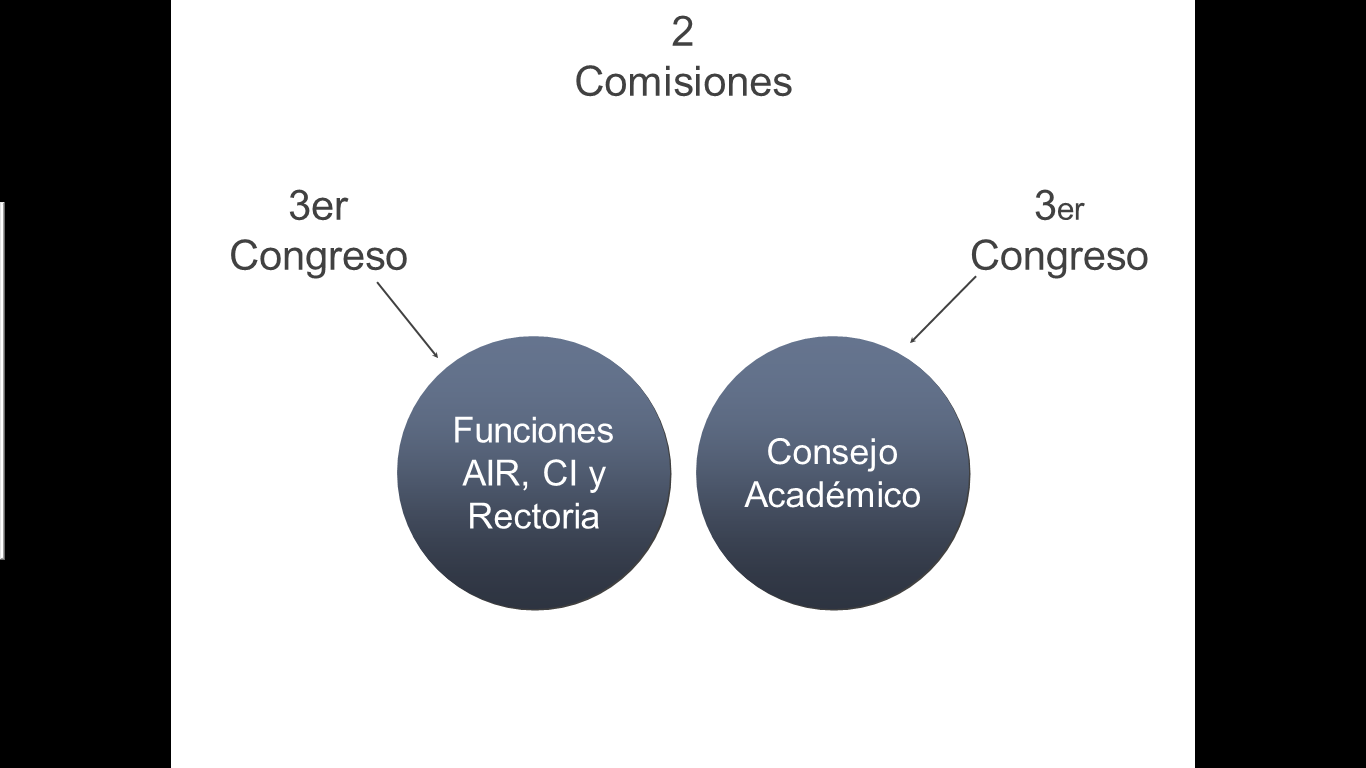 2
Comisiones
3er
Congreso
3er
Congreso
Funciones
AIR, CI y
Rectoria
Consejo
Académico